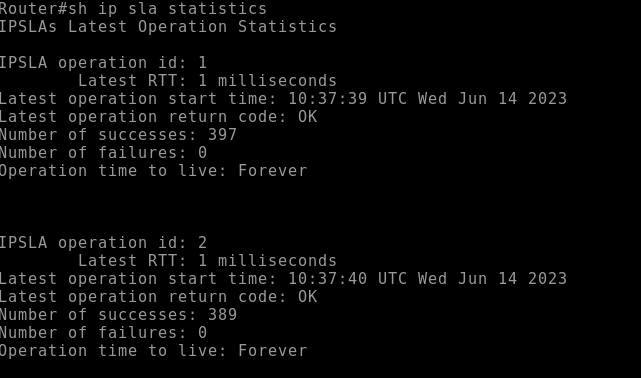 Router#sh ip sla statistics
IPSLAs Latest Operation Statistics

IPSLA operation id: 1
        Latest RTT: 1 milliseconds
Latest operation start time: 10:37:39 UTC Wed Jun 14 2023
Latest operation return code: OK
Number of successes: 397
Number of failures: 0
Operation time to live: Forever

IPSLA operation id: 2
        Latest RTT: 1 milliseconds
Latest operation start time: 10:37:40 UTC Wed Jun 14 2023
Latest operation return code: OK
Number of successes: 389
Number of failures: 0
Operation time to live: Forever